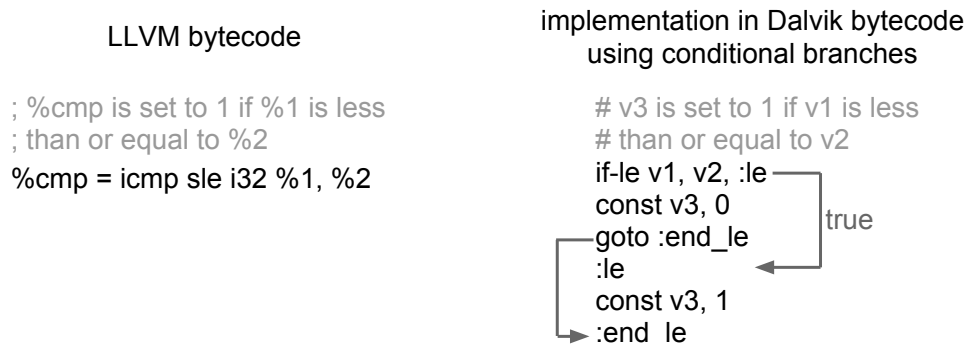 LLVM bytecode
; %cmp is set to 1 if %1 is less
; than or equal to %2
%cmp = icmp sle i32 %1, %2
implementation in Dalvik bytecode
using conditional branches
# v3 is set to 1 if v1 is less
# than or equal to v2
if-le v1, v2, :le
const v3, 0
goto :end_le
:le
const v3, 1
:end_le
true